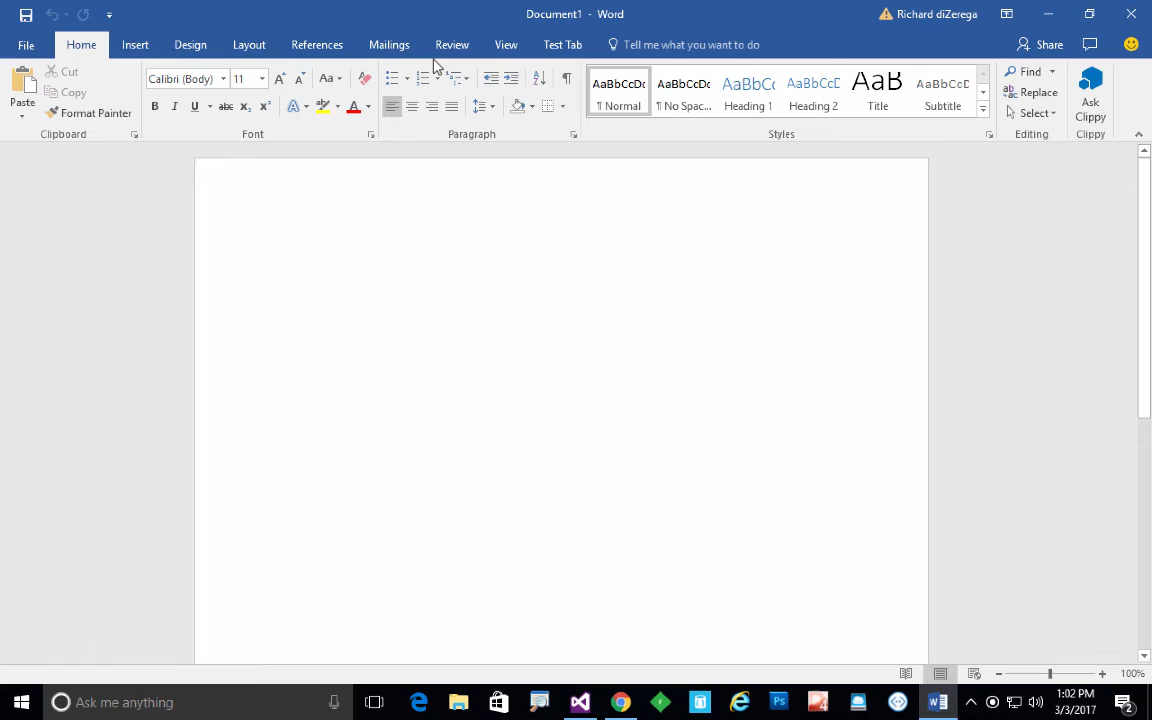 Document1 - Word
Richard diZerega
File Home Insert Design Layout References Mailings Review View Test Tab Tell me what you want to do Share
Paste
Cut
Copy
Format Painter
Clipboard
Calibri (Body) 11 Aa
B I U abc X₂ X² A A
Font
Paragraph
AaBbCcDc AaBbCcDc AaBbCc AaBbCcD AaB AaBbCcD
¶ Normal ¶ No Spac... Heading 1 Heading 2 Title Subtitle
Styles
Find
Replace
Select
Editing
Ask
Clippy
Clippy
100%
Ask me anything
1:02 PM
3/3/2017
2